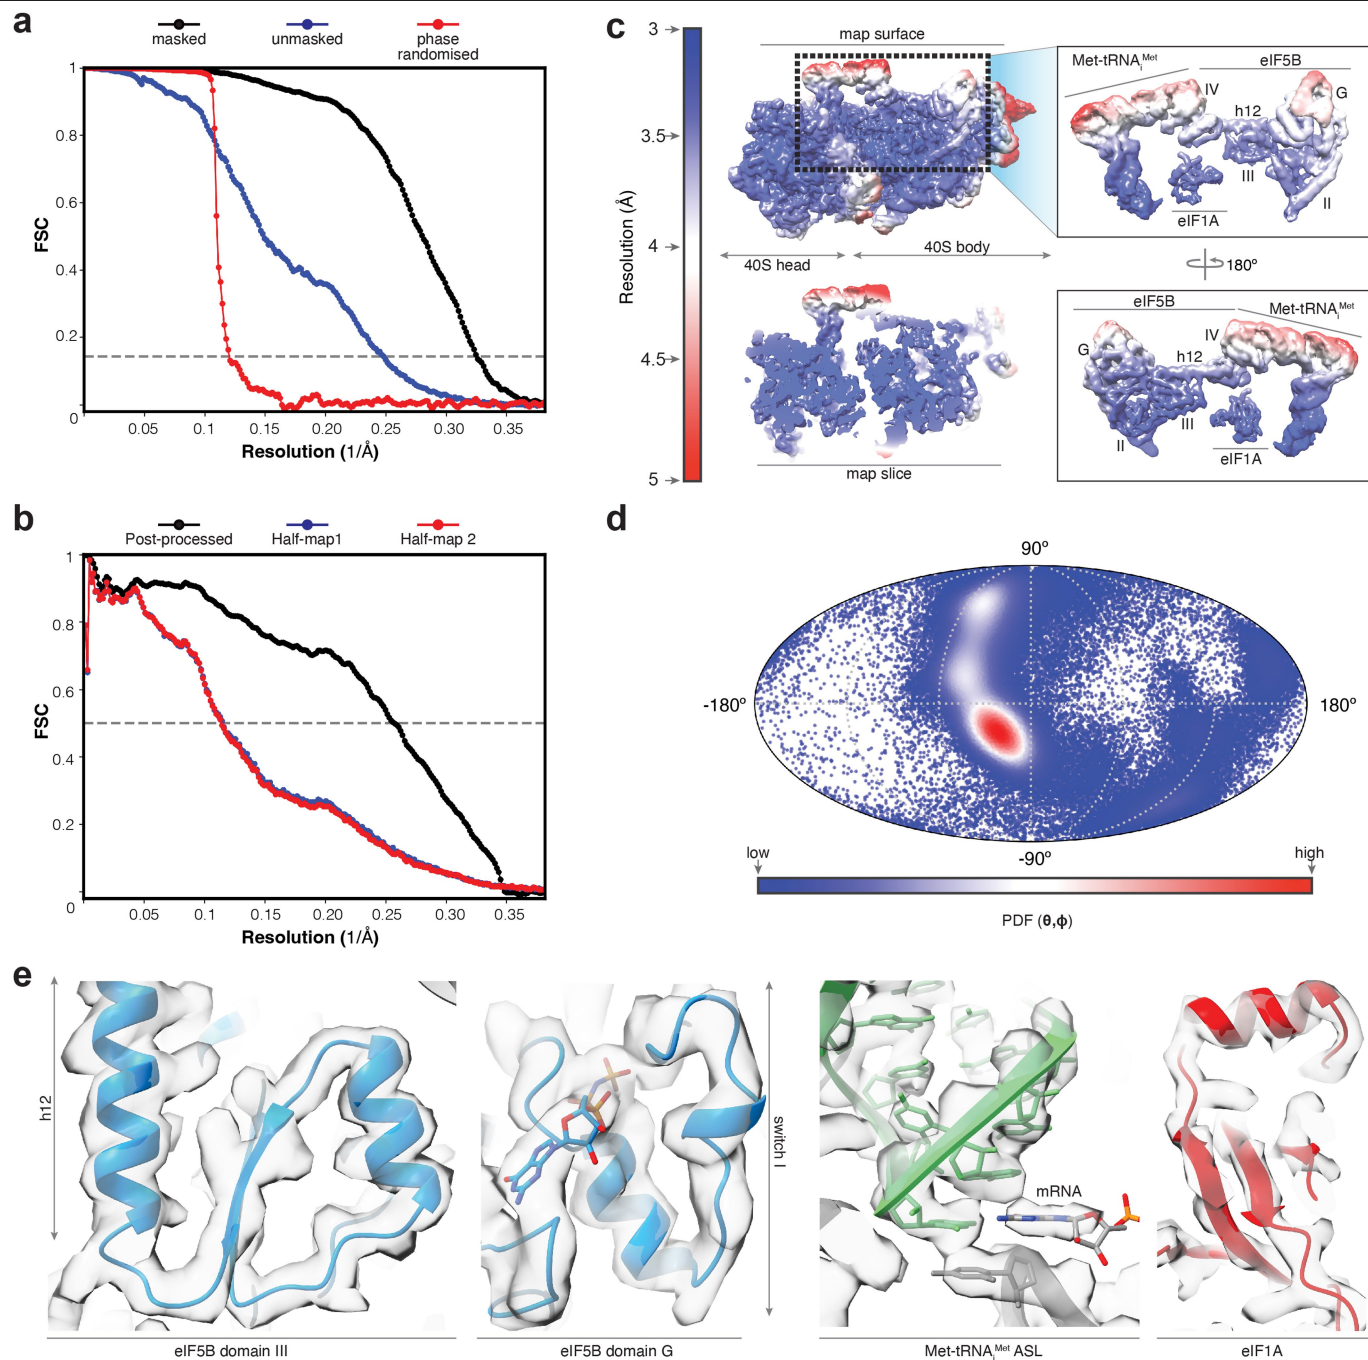 a
masked
unmasked
phase
randomised
1
0.8
0.6
0.4
0.2
0
FSC
0.05
0.1
0.15
0.20
0.25
0.30
0.35
Resolution (1/Å)
b
Post-processed
Half-map1
Half-map 2
1
0.8
0.6
0.4
0.2
0
FSC
0.05
0.1
0.15
0.20
0.25
0.30
0.35
Resolution (1/Å)
c
3
3.5
4
4.5
5
Resolution (Å)
map surface
40S head
40S body
map slice
Met-tRNAiMet
eIF5B
IV
G
h12
III
II
eIF1A
180º
eIF5B
Met-tRNAiMet
IV
G
h12
III
II
eIF1A
d
90º
-180º
180º
-90º
low
high
PDF (θ,ϕ)
e
h12
eIF5B domain III
switch I
eIF5B domain G
mRNA
Met-tRNAiMet ASL
eIF1A